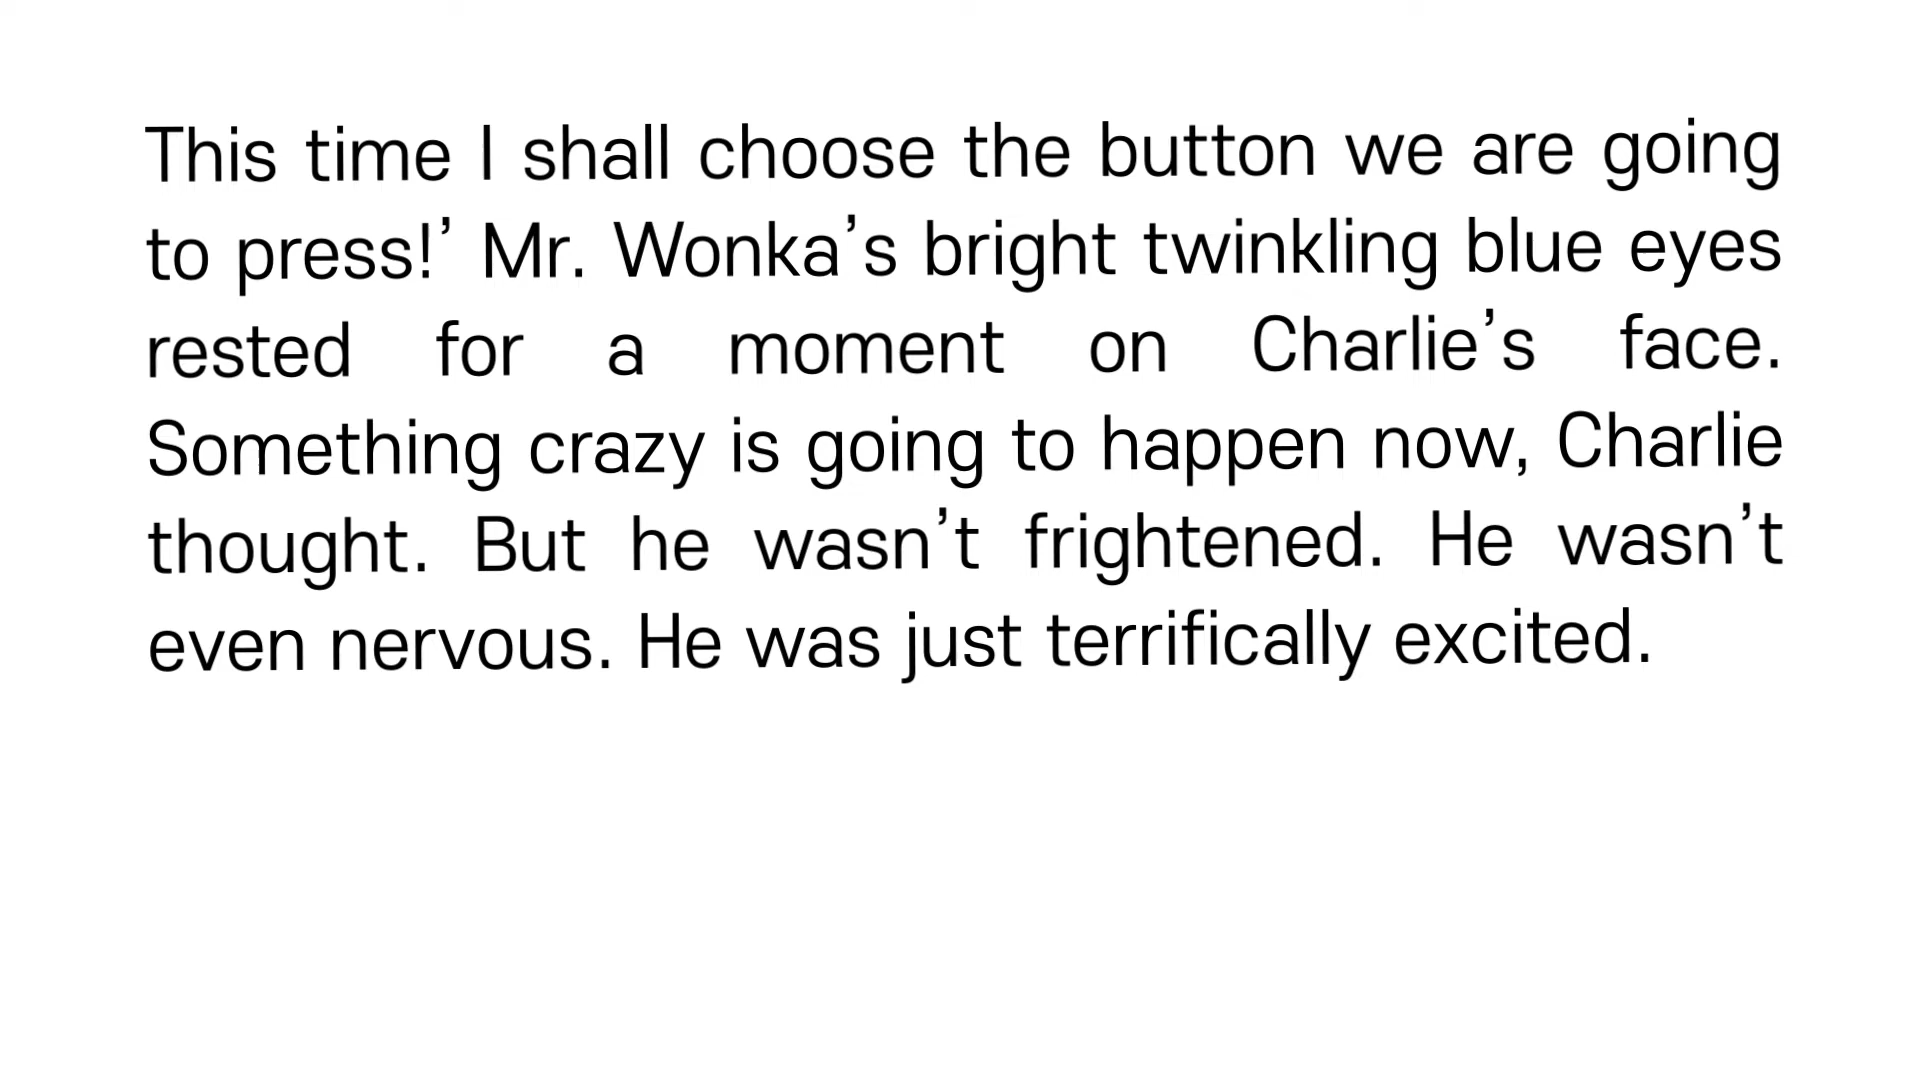 This time I shall choose the button we are going
to press!’ Mr. Wonka’s bright twinkling blue eyes
rested for a moment on Charlie’s face.
Something crazy is going to happen now, Charlie
thought. But he wasn’t frightened. He wasn’t
even nervous. He was just terrifically excited.